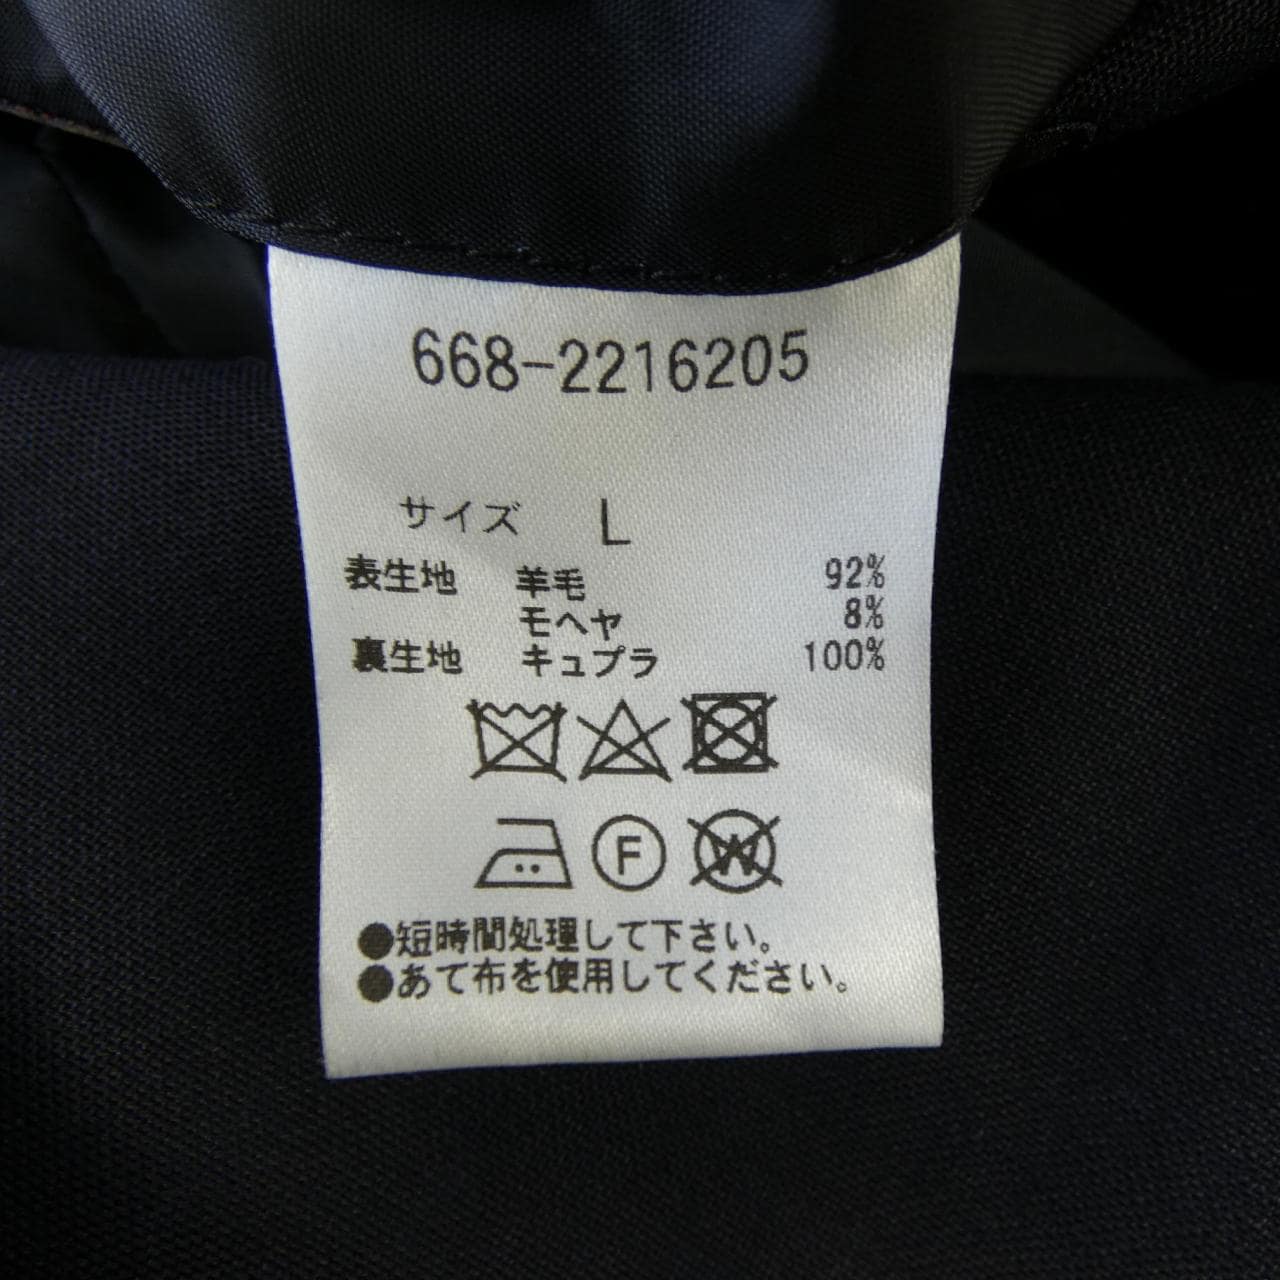 668-2216205
サイズ L
表生地 羊毛 92%
モヘヤ 8%
裏生地 キュプラ 100%
F W
●短時間処理して下さい。
●あて布を使用してください。